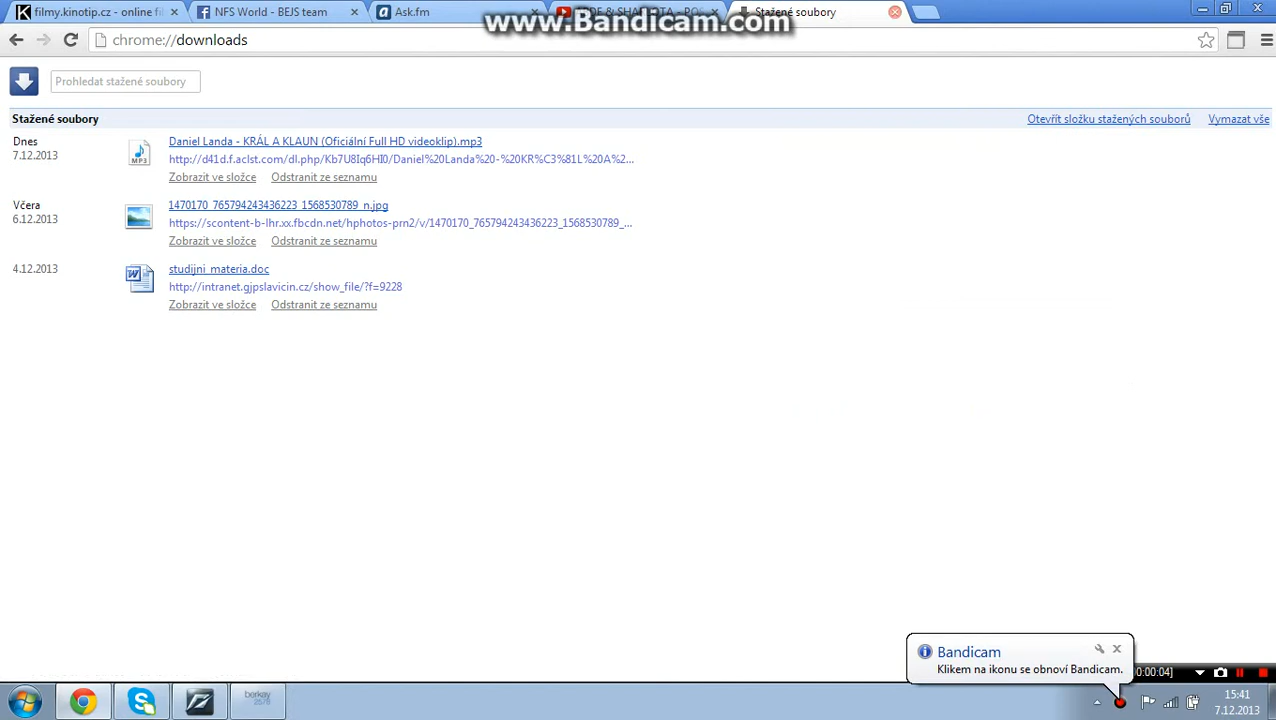 filmy.kinotip.cz - online fi
NFS World - BEJS team
Ask.fm
Stažené soubory
www.Bandicam.com
chrome://downloads
Prohledat stažené soubory
Stažené soubory
Otevřít složku stažených souborů
Vymazat vše
Dnes
7.12.2013
Daniel Landa - KRÁL A KLAUN (Oficiální Full HD videoklip).mp3
http://d41d.f.aclst.com/dl.php/Kb7U8Iq6HI0/Daniel%20Landa%20-%20KR%C3%81L%20A%2...
Zobrazit ve složce
Odstranit ze seznamu
MP3
Včera
6.12.2013
1470170_765794243436223_1568530789_n.jpg
https://scontent-b-lhr.xx.fbcdn.net/hphotos-prn2/v/1470170_765794243436223_1568530789_...
Zobrazit ve složce
Odstranit ze seznamu
4.12.2013
studijni_materia.doc
http://intranet.gjpslavicin.cz/show_file/?f=9228
Zobrazit ve složce
Odstranit ze seznamu
Bandicam
Klikem na ikonu se obnoví Bandicam.
0:00:04]
berkay
2578
15:41
7.12.2013